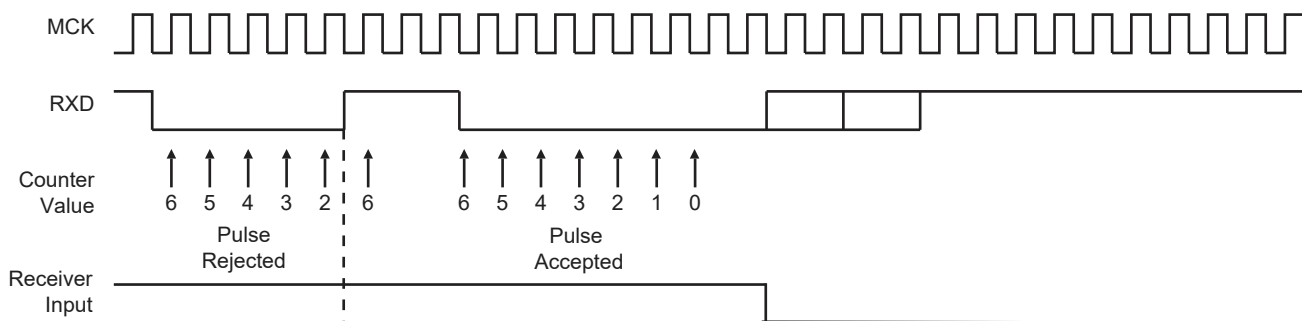 MCK
RXD
Counter
Value
6 5 4 3 2 6 6 5 4 3 2 1 0
Pulse
Rejected
Pulse
Accepted
Receiver
Input